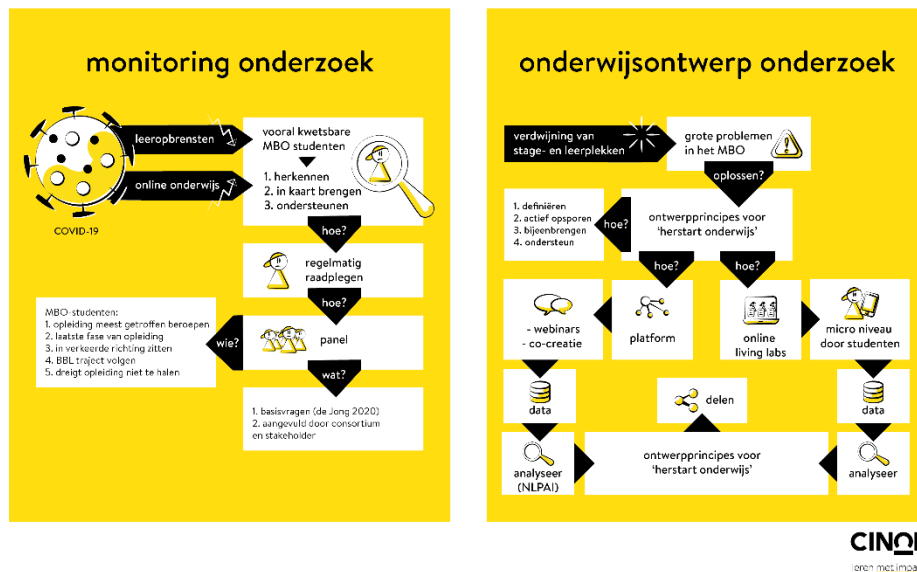 monitoring onderzoek
leeropbrensten
online onderwijs
COVID-19
vooral kwetsbare
MBO studenten
1. herkennen
2. in kaart brengen
3. ondersteunen
hoe?
regelmatig
raadplegen
hoe?
panel
wie?
MBO-studenten:
1. opleiding meest getroffen beroepen
2. laatste fase van opleiding
3. in verkeerde richting zitten
4. BBL traject volgen
5. dreigt opleiding niet te halen
wat?
1. basisvragen (de Jong 2020)
2. aangevuld door consortium
en stakeholder
onderwijsontwerp onderzoek
verdwijning van
stage- en leerplekken
grote problemen
in het MBO
oplossen?
ontwerpprincipes voor
'herstart onderwijs'
hoe?
1. definiëren
2. actief opsporen
3. bijeenbrengen
4. ondersteun
hoe?
hoe?
- webinars
- co-creatie
platform
online
living labs
micro niveau
door studenten
data
delen
data
analyseer
(NLPAI)
ontwerpprincipes voor
'herstart onderwijs'
analyseer
CINO
leren met impa